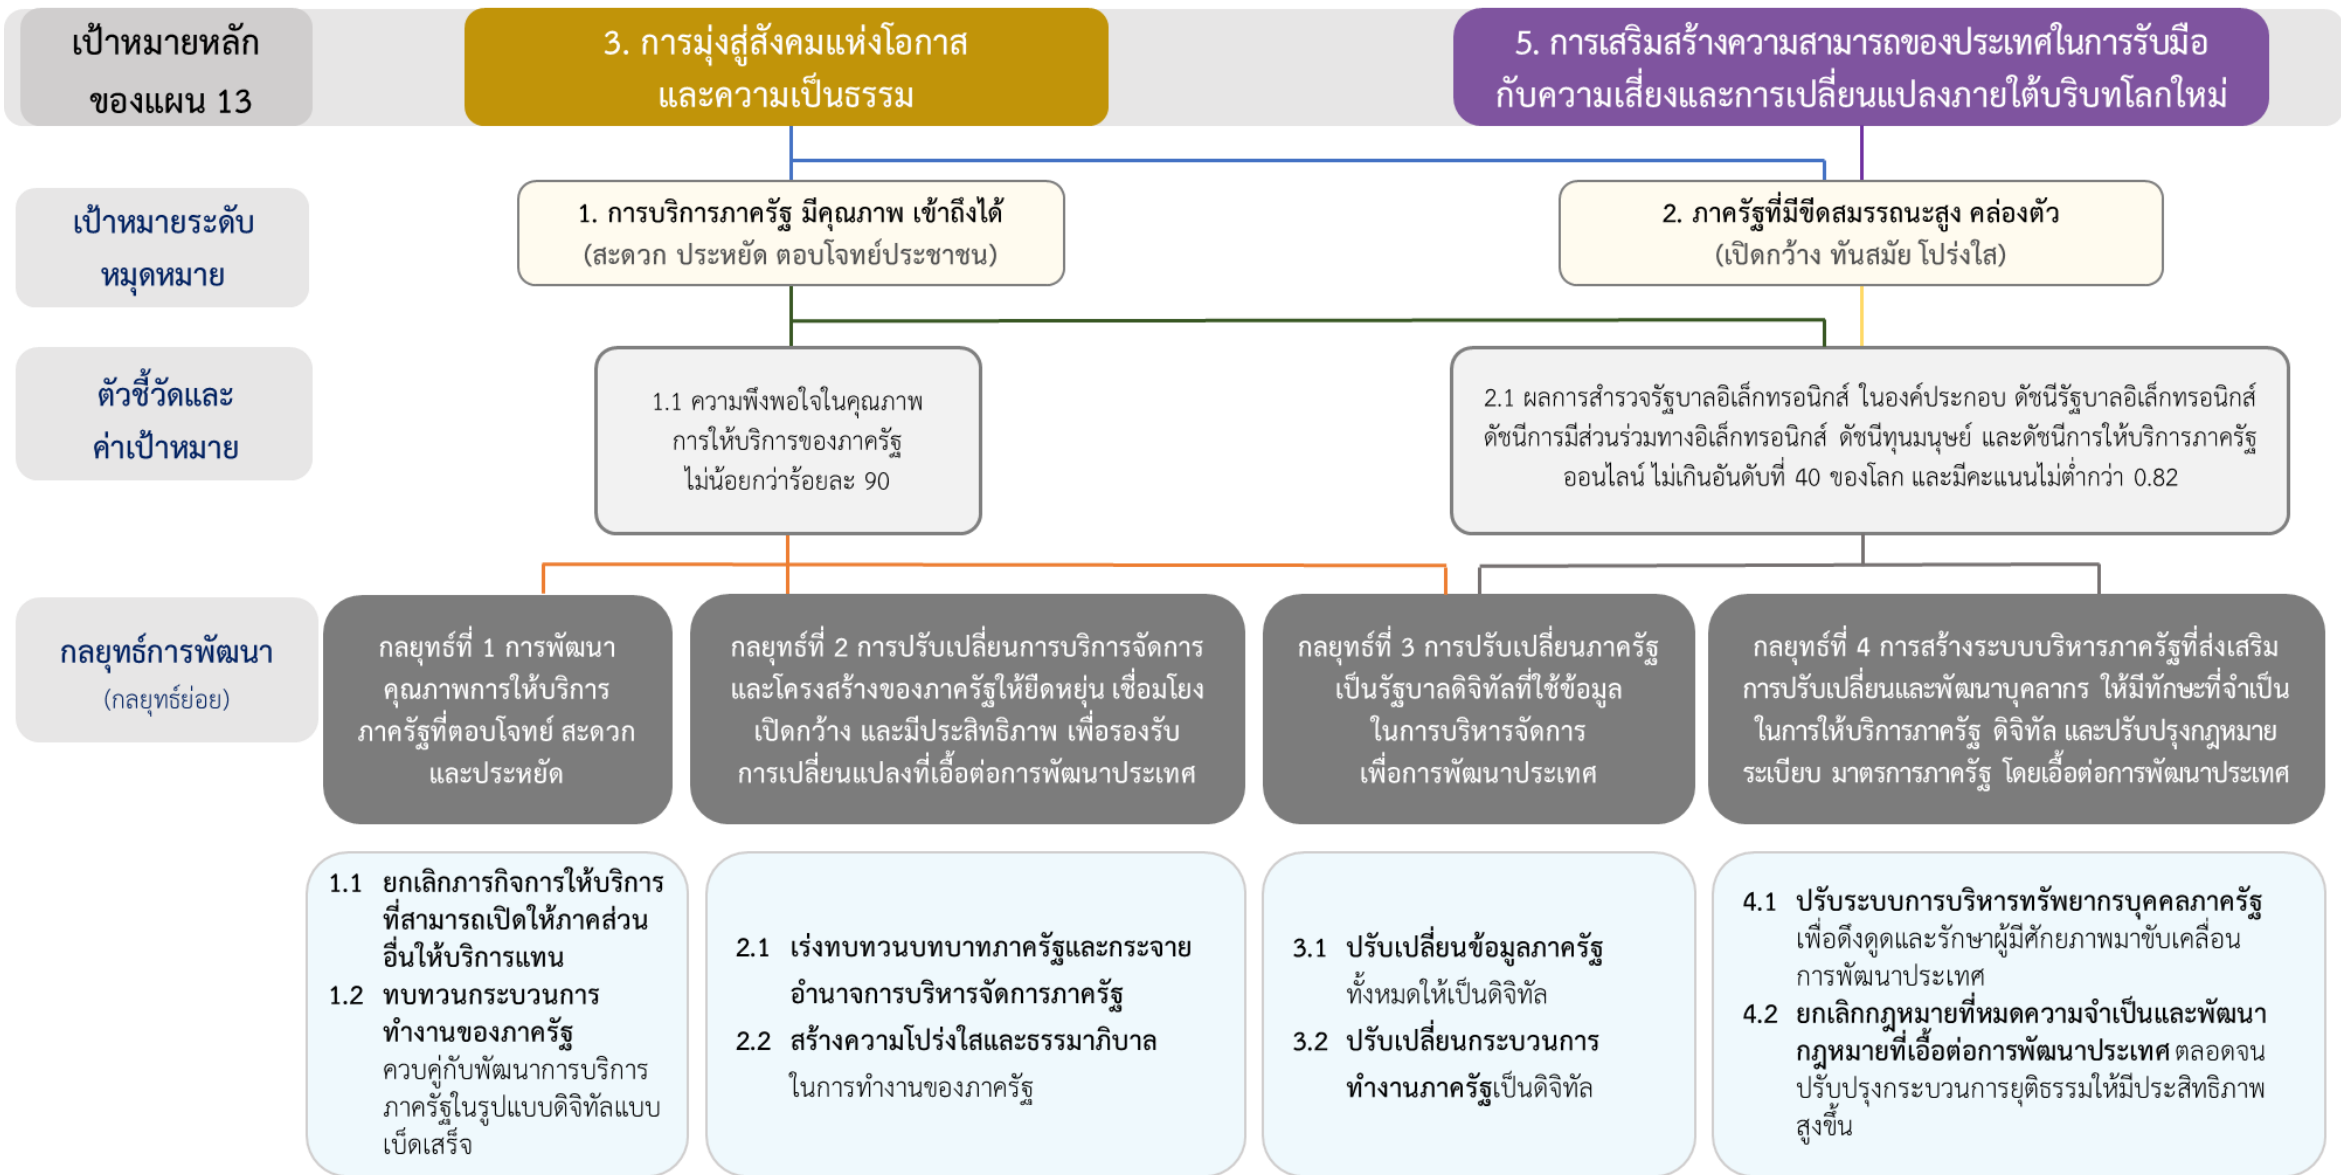 เป้าหมายหลัก
ของแผน 13
3. การมุ่งสู่สังคมแห่งโอกาส
และความเป็นธรรม
5. การเสริมสร้างความสามารถของประเทศในการรับมือ
กับความเสี่ยงและการเปลี่ยนแปลงภายใต้บริบทโลกใหม่
เป้าหมายระดับ
หมุดหมาย
1. การบริการภาครัฐ มีคุณภาพ เข้าถึงได้
(สะดวก ประหยัด ตอบโจทย์ประชาชน)
2. ภาครัฐที่มีขีดสมรรถนะสูง คล่องตัว
(เปิดกว้าง ทันสมัย โปร่งใส)
ตัวชี้วัดและ
ค่าเป้าหมาย
1.1 ความพึงพอใจในคุณภาพ
การให้บริการของภาครัฐ
ไม่น้อยกว่าร้อยละ 90
2.1 ผลการสำรวจรัฐบาลอิเล็กทรอนิกส์ ในองค์ประกอบ ดัชนีรัฐบาลอิเล็กทรอนิกส์
ดัชนีการมีส่วนร่วมทางอิเล็กทรอนิกส์ ดัชนีทุนมนุษย์ และดัชนีการให้บริการภาครัฐ
ออนไลน์ ไม่เกินอันดับที่ 40 ของโลก และมีคะแนนไม่ต่ำกว่า 0.82
กลยุทธ์การพัฒนา
(กลยุทธ์ย่อย)
กลยุทธ์ที่ 1 การพัฒนา
คุณภาพการให้บริการ
ภาครัฐที่ตอบโจทย์ สะดวก
และประหยัด
กลยุทธ์ที่ 2 การปรับเปลี่ยนการบริการจัดการ
และโครงสร้างของภาครัฐให้ยืดหยุ่น เชื่อมโยง
เปิดกว้าง และมีประสิทธิภาพ เพื่อรองรับ
การเปลี่ยนแปลงที่เอื้อต่อการพัฒนาประเทศ
กลยุทธ์ที่ 3 การปรับเปลี่ยนภาครัฐ
เป็นรัฐบาลดิจิทัลที่ใช้ข้อมูล
ในการบริหารจัดการ
เพื่อการพัฒนาประเทศ
กลยุทธ์ที่ 4 การสร้างระบบบริหารภาครัฐที่ส่งเสริม
การปรับเปลี่ยนและพัฒนาบุคลากร ให้มีทักษะที่จำเป็น
ในการให้บริการภาครัฐ ดิจิทัล และปรับปรุงกฎหมาย
ระเบียบ มาตรการภาครัฐ โดยเอื้อต่อการพัฒนาประเทศ
1.1 ยกเลิกภารกิจการให้บริการ
ที่สามารถเปิดให้ภาคส่วน
อื่นให้บริการแทน
1.2 ทบทวนกระบวนการ
ทำงานของภาครัฐ
ควบคู่กับพัฒนาการบริการ
ภาครัฐในรูปแบบดิจิทัลแบบ
เบ็ดเสร็จ
2.1 เร่งทบทวนบทบาทภาครัฐและกระจาย
อำนาจการบริหารจัดการภาครัฐ
2.2 สร้างความโปร่งใสและธรรมาภิบาล
ในการทำงานของภาครัฐ
3.1 ปรับเปลี่ยนข้อมูลภาครัฐ
ทั้งหมดให้เป็นดิจิทัล
3.2 ปรับเปลี่ยนกระบวนการ
ทำงานภาครัฐเป็นดิจิทัล
4.1 ปรับระบบการบริหารทรัพยากรบุคคลภาครัฐ
เพื่อดึงดูดและรักษาผู้มีศักยภาพมาขับเคลื่อน
การพัฒนาประเทศ
4.2 ยกเลิกกฎหมายที่หมดความจำเป็นและพัฒนา
กฎหมายที่เอื้อต่อการพัฒนาประเทศ ตลอดจน
ปรับปรุงกระบวนการยุติธรรมให้มีประสิทธิภาพ
สูงขึ้น